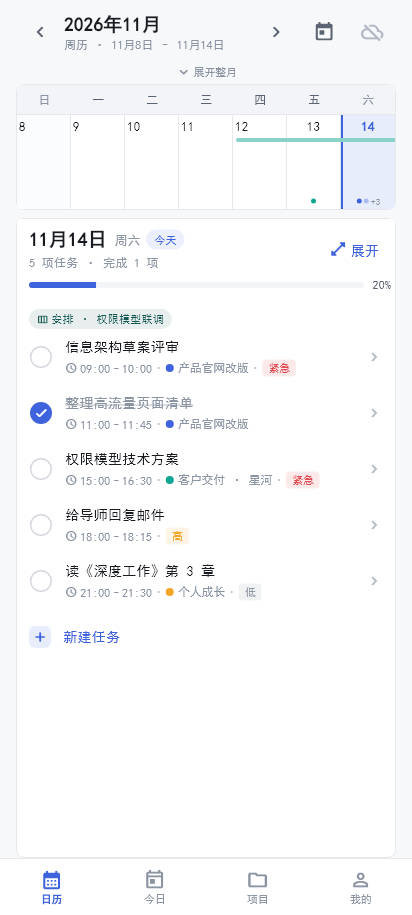 2026年11月
周历 · 11月8日 - 11月14日
展开整月
日 一 二 三 四 五 六
8 9 10 11 12 13 14
+3
11月14日 周六 今天
展开
5 项任务 · 完成 1 项
20%
安排 · 权限模型联调
信息架构草案评审
09:00-10:00 · 产品官网改版 · 紧急
整理高流量页面清单
11:00-11:45 · 产品官网改版
权限模型技术方案
15:00-16:30 · 客户交付 · 星河 · 紧急
给导师回复邮件
18:00-18:15 · 高
读《深度工作》第 3 章
21:00-21:30 · 个人成长 · 低
新建任务
日历 今日 项目 我的